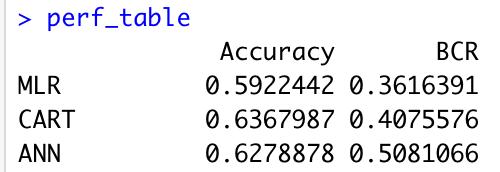 > perf_table
Accuracy BCR
MLR 0.5922442 0.3616391
CART 0.6367987 0.4075576
ANN 0.6278878 0.5081066